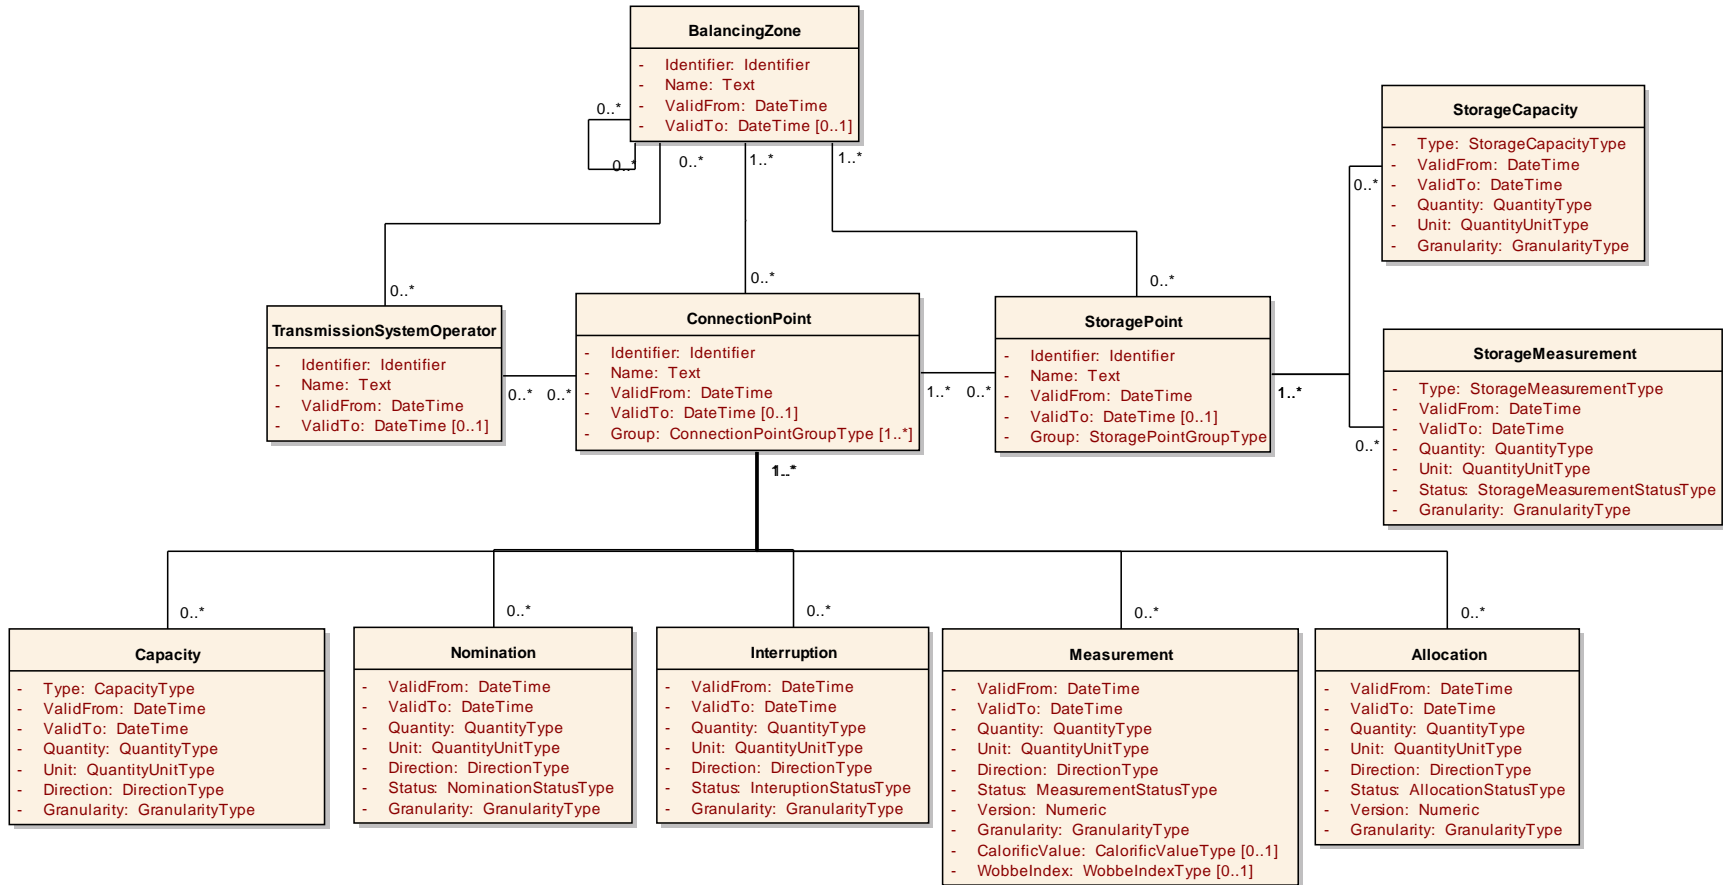 BalancingZone
- Identifier: Identifier
- Name: Text
- ValidFrom: DateTime
- ValidTo: DateTime [0..1]
0..*
0..*
0..*
1..*
1..*
StorageCapacity
- Type: StorageCapacityType
- ValidFrom: DateTime
- ValidTo: DateTime
- Quantity: QuantityType
- Unit: QuantityUnitType
- Granularity: GranularityType
0..*
0..*
0..*
0..*
TransmissionSystemOperator
- Identifier: Identifier
- Name: Text
- ValidFrom: DateTime
- ValidTo: DateTime [0..1]
0..*
0..*
ConnectionPoint
- Identifier: Identifier
- Name: Text
- ValidFrom: DateTime
- ValidTo: DateTime [0..1]
- Group: ConnectionPointGroupType [1..*]
1..*
0..*
StoragePoint
- Identifier: Identifier
- Name: Text
- ValidFrom: DateTime
- ValidTo: DateTime [0..1]
- Group: StoragePointGroupType
1..*
0..*
StorageMeasurement
- Type: StorageMeasurementType
- ValidFrom: DateTime
- ValidTo: DateTime
- Quantity: QuantityType
- Unit: QuantityUnitType
- Status: StorageMeasurementStatusType
- Granularity: GranularityType
1..*
0..*
0..*
0..*
0..*
0..*
Capacity
- Type: CapacityType
- ValidFrom: DateTime
- ValidTo: DateTime
- Quantity: QuantityType
- Unit: QuantityUnitType
- Direction: DirectionType
- Granularity: GranularityType
Nomination
- ValidFrom: DateTime
- ValidTo: DateTime
- Quantity: QuantityType
- Unit: QuantityUnitType
- Direction: DirectionType
- Status: NominationStatusType
- Granularity: GranularityType
Interruption
- ValidFrom: DateTime
- ValidTo: DateTime
- Quantity: QuantityType
- Unit: QuantityUnitType
- Direction: DirectionType
- Status: InteruptionStatusType
- Granularity: GranularityType
Measurement
- ValidFrom: DateTime
- ValidTo: DateTime
- Quantity: QuantityType
- Unit: QuantityUnitType
- Direction: DirectionType
- Status: MeasurementStatusType
- Version: Numeric
- Granularity: GranularityType
- CalorificValue: CalorificValueType [0..1]
- WobbeIndex: WobbeIndexType [0..1]
Allocation
- ValidFrom: DateTime
- ValidTo: DateTime
- Quantity: QuantityType
- Unit: QuantityUnitType
- Direction: DirectionType
- Status: AllocationStatusType
- Version: Numeric
- Granularity: GranularityType